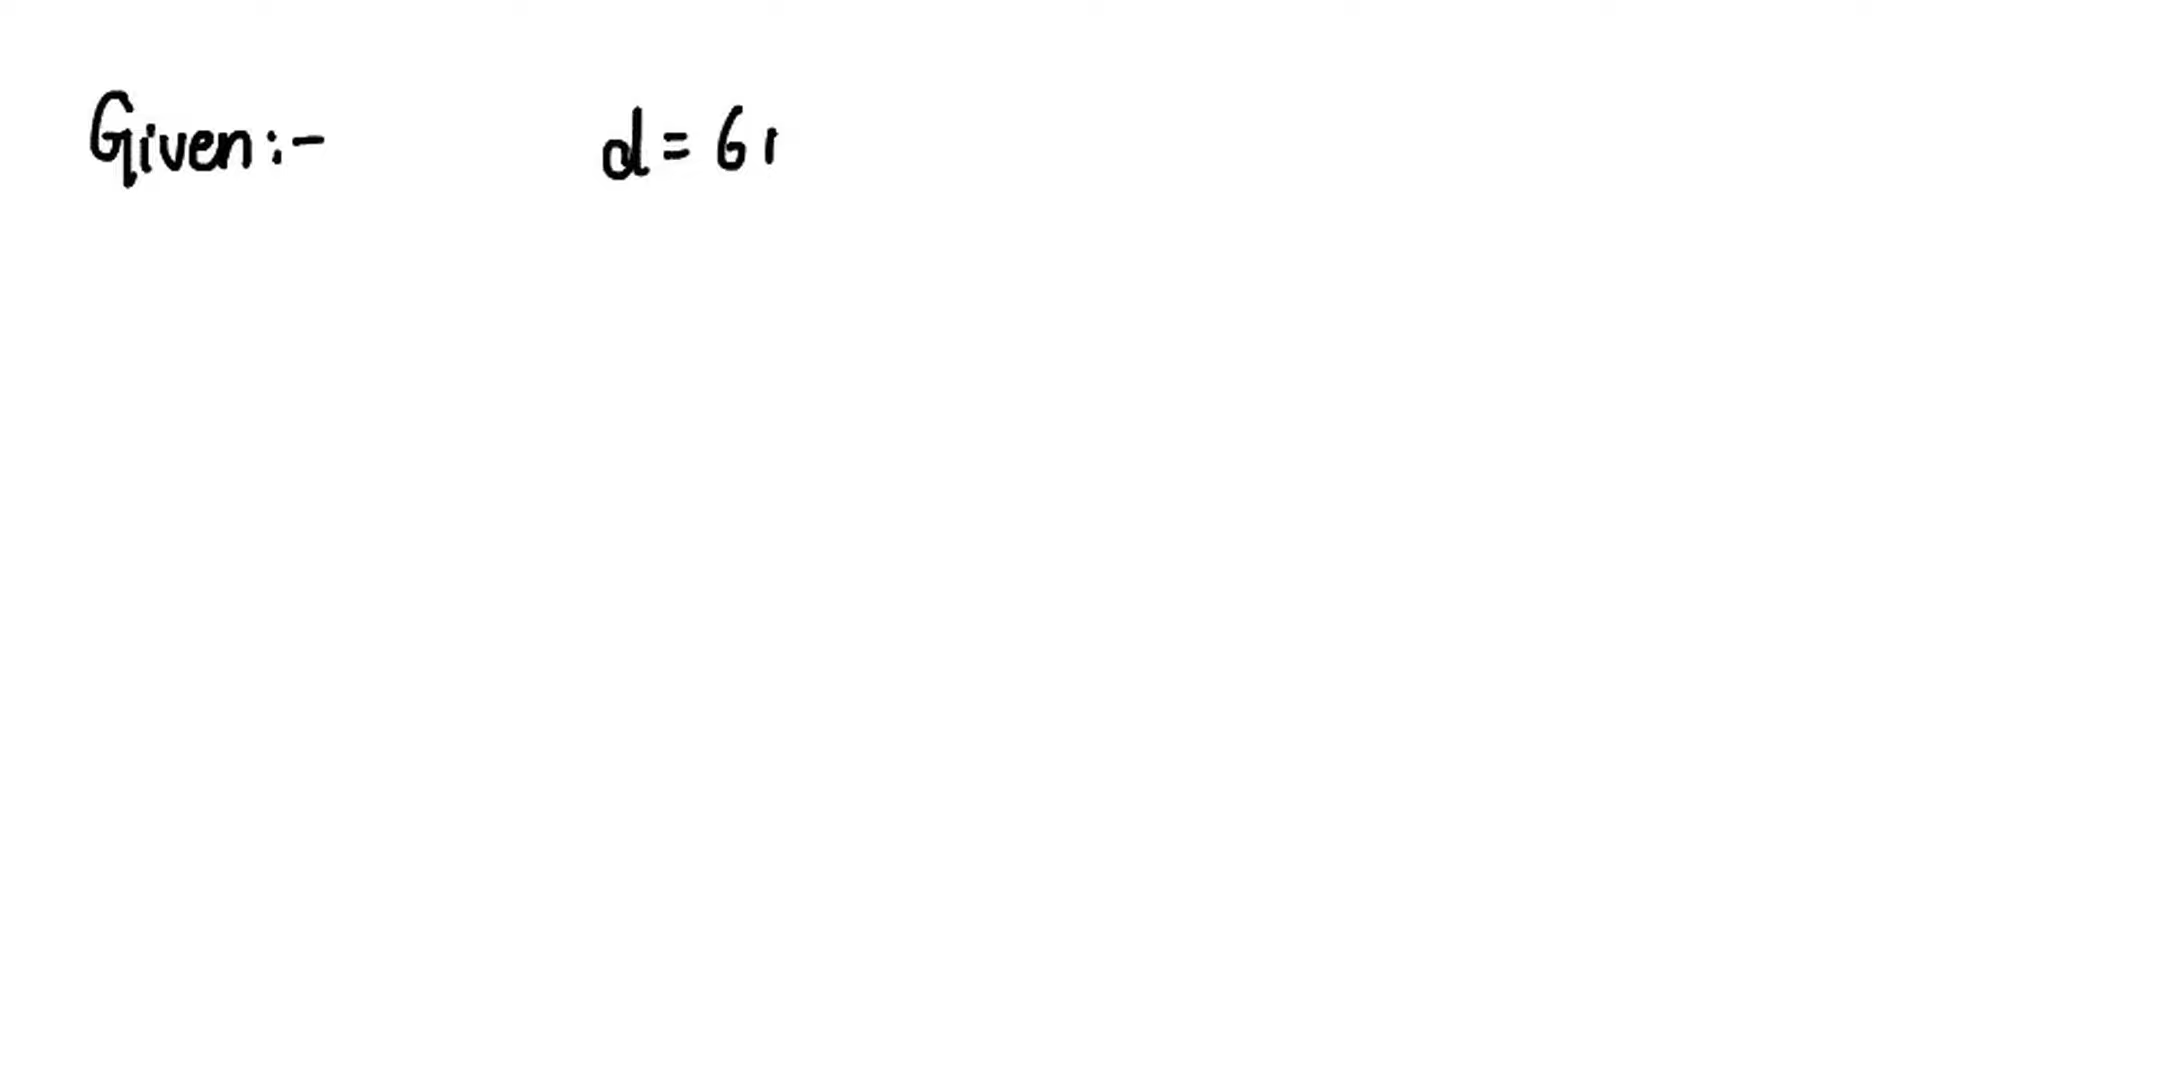 Given:- d = 61